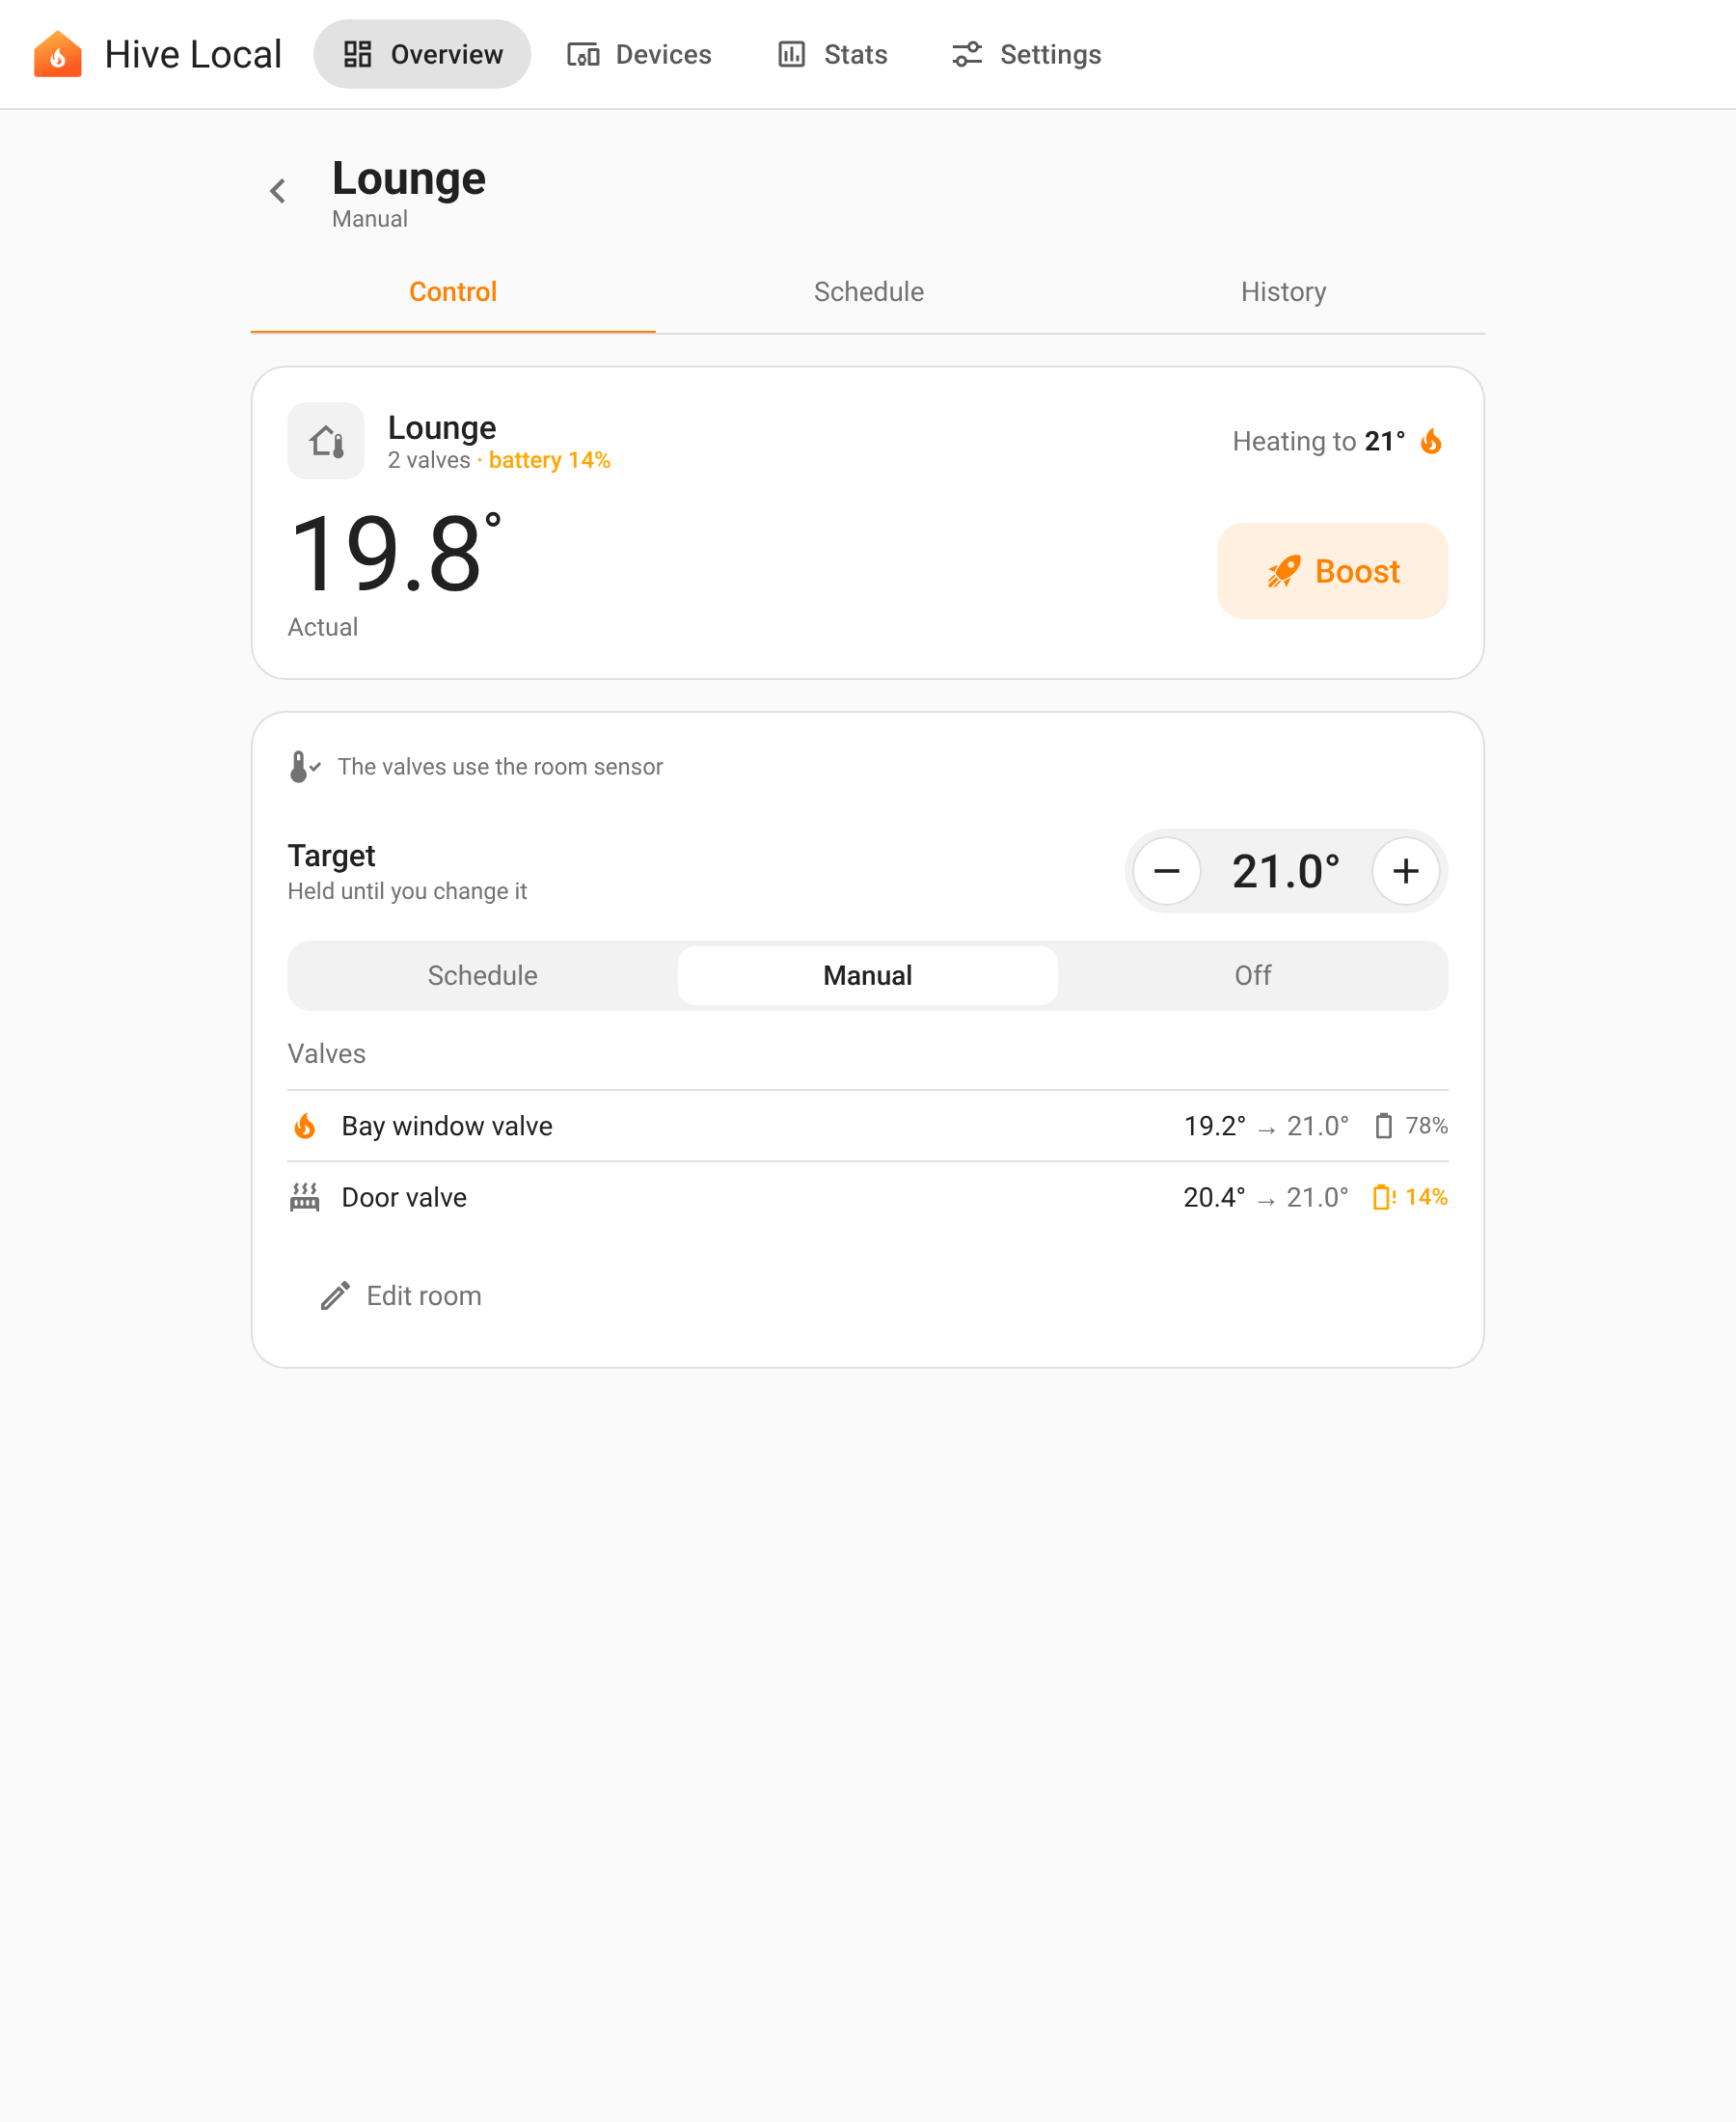 Hive Local
Overview
Devices
Stats
Settings
Lounge
Manual
Control
Schedule
History
Lounge
2 valves · battery 14%
Heating to 21°
19.8°
Actual
Boost
The valves use the room sensor
Target
Held until you change it
21.0°
Schedule
Manual
Off
Valves
Bay window valve
19.2° → 21.0°
78%
Door valve
20.4° → 21.0°
14%
Edit room